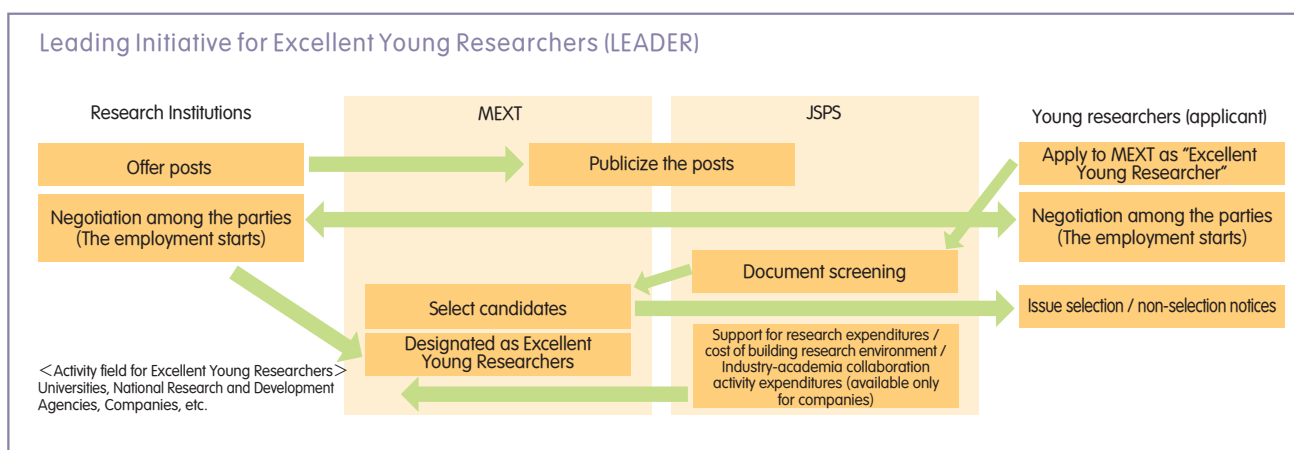 Leading Initiative for Excellent Young Researchers (LEADER)
Research Institutions
MEXT
JSPS
Young researchers (applicant)
Offer posts
Publicize the posts
Apply to MEXT as “Excellent
Young Researcher”
Negotiation among the parties
(The employment starts)
Negotiation among the parties
(The employment starts)
Document screening
Select candidates
Issue selection / non-selection notices
Designated as Excellent
Young Researchers
Support for research expenditures /
cost of building research environment /
Industry-academia collaboration
activity expenditures (available only
for companies)
<Activity field for Excellent Young Researchers>
Universities, National Research and Development
Agencies, Companies, etc.